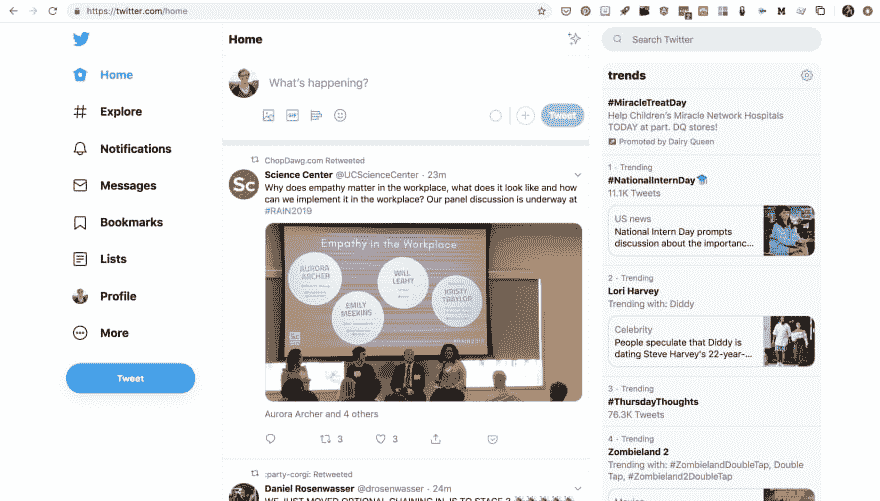 https://twitter.com/home
Home
Explore
Notifications
Messages
Bookmarks
Lists
Profile
More
Tweet
Home
What's happening?
GIF
Tweet
ChopDawg.com Retweeted
Sc
Science Center @UCScienceCenter · 23m
Why does empathy matter in the workplace, what does it look like and how
can we implement it in the workplace? Our panel discussion is underway at
#RAIN2019
Empathy in the Workplace
AURORA
ARCHER
EMILY
MEEKINS
WILL
LEAHY
KRISTY
TRAYLOR
Aurora Archer and 4 others
3
3
:party-corgi: Retweeted
Daniel Rosenwasser @drosenwasser · 24m
WE JUST MOVED OPTIONAL CHAINING IN JS TO STAGE 3
Search Twitter
trends
#MiracleTreatDay
Help Children's Miracle Network Hospitals
TODAY at part. DQ stores!
Promoted by Dairy Queen
1 · Trending
#NationalInternDay
11.1K Tweets
US news
National Intern Day prompts
discussion about the importanc...
2 · Trending
Lori Harvey
Trending with: Diddy
Celebrity
People speculate that Diddy is
dating Steve Harvey's 22-year-...
3 · Trending
#ThursdayThoughts
76.3K Tweets
4 · Trending
Zombieland 2
Trending with: #ZombielandDoubleTap, Double
Tap, #Zombieland2DoubleTap
Movie